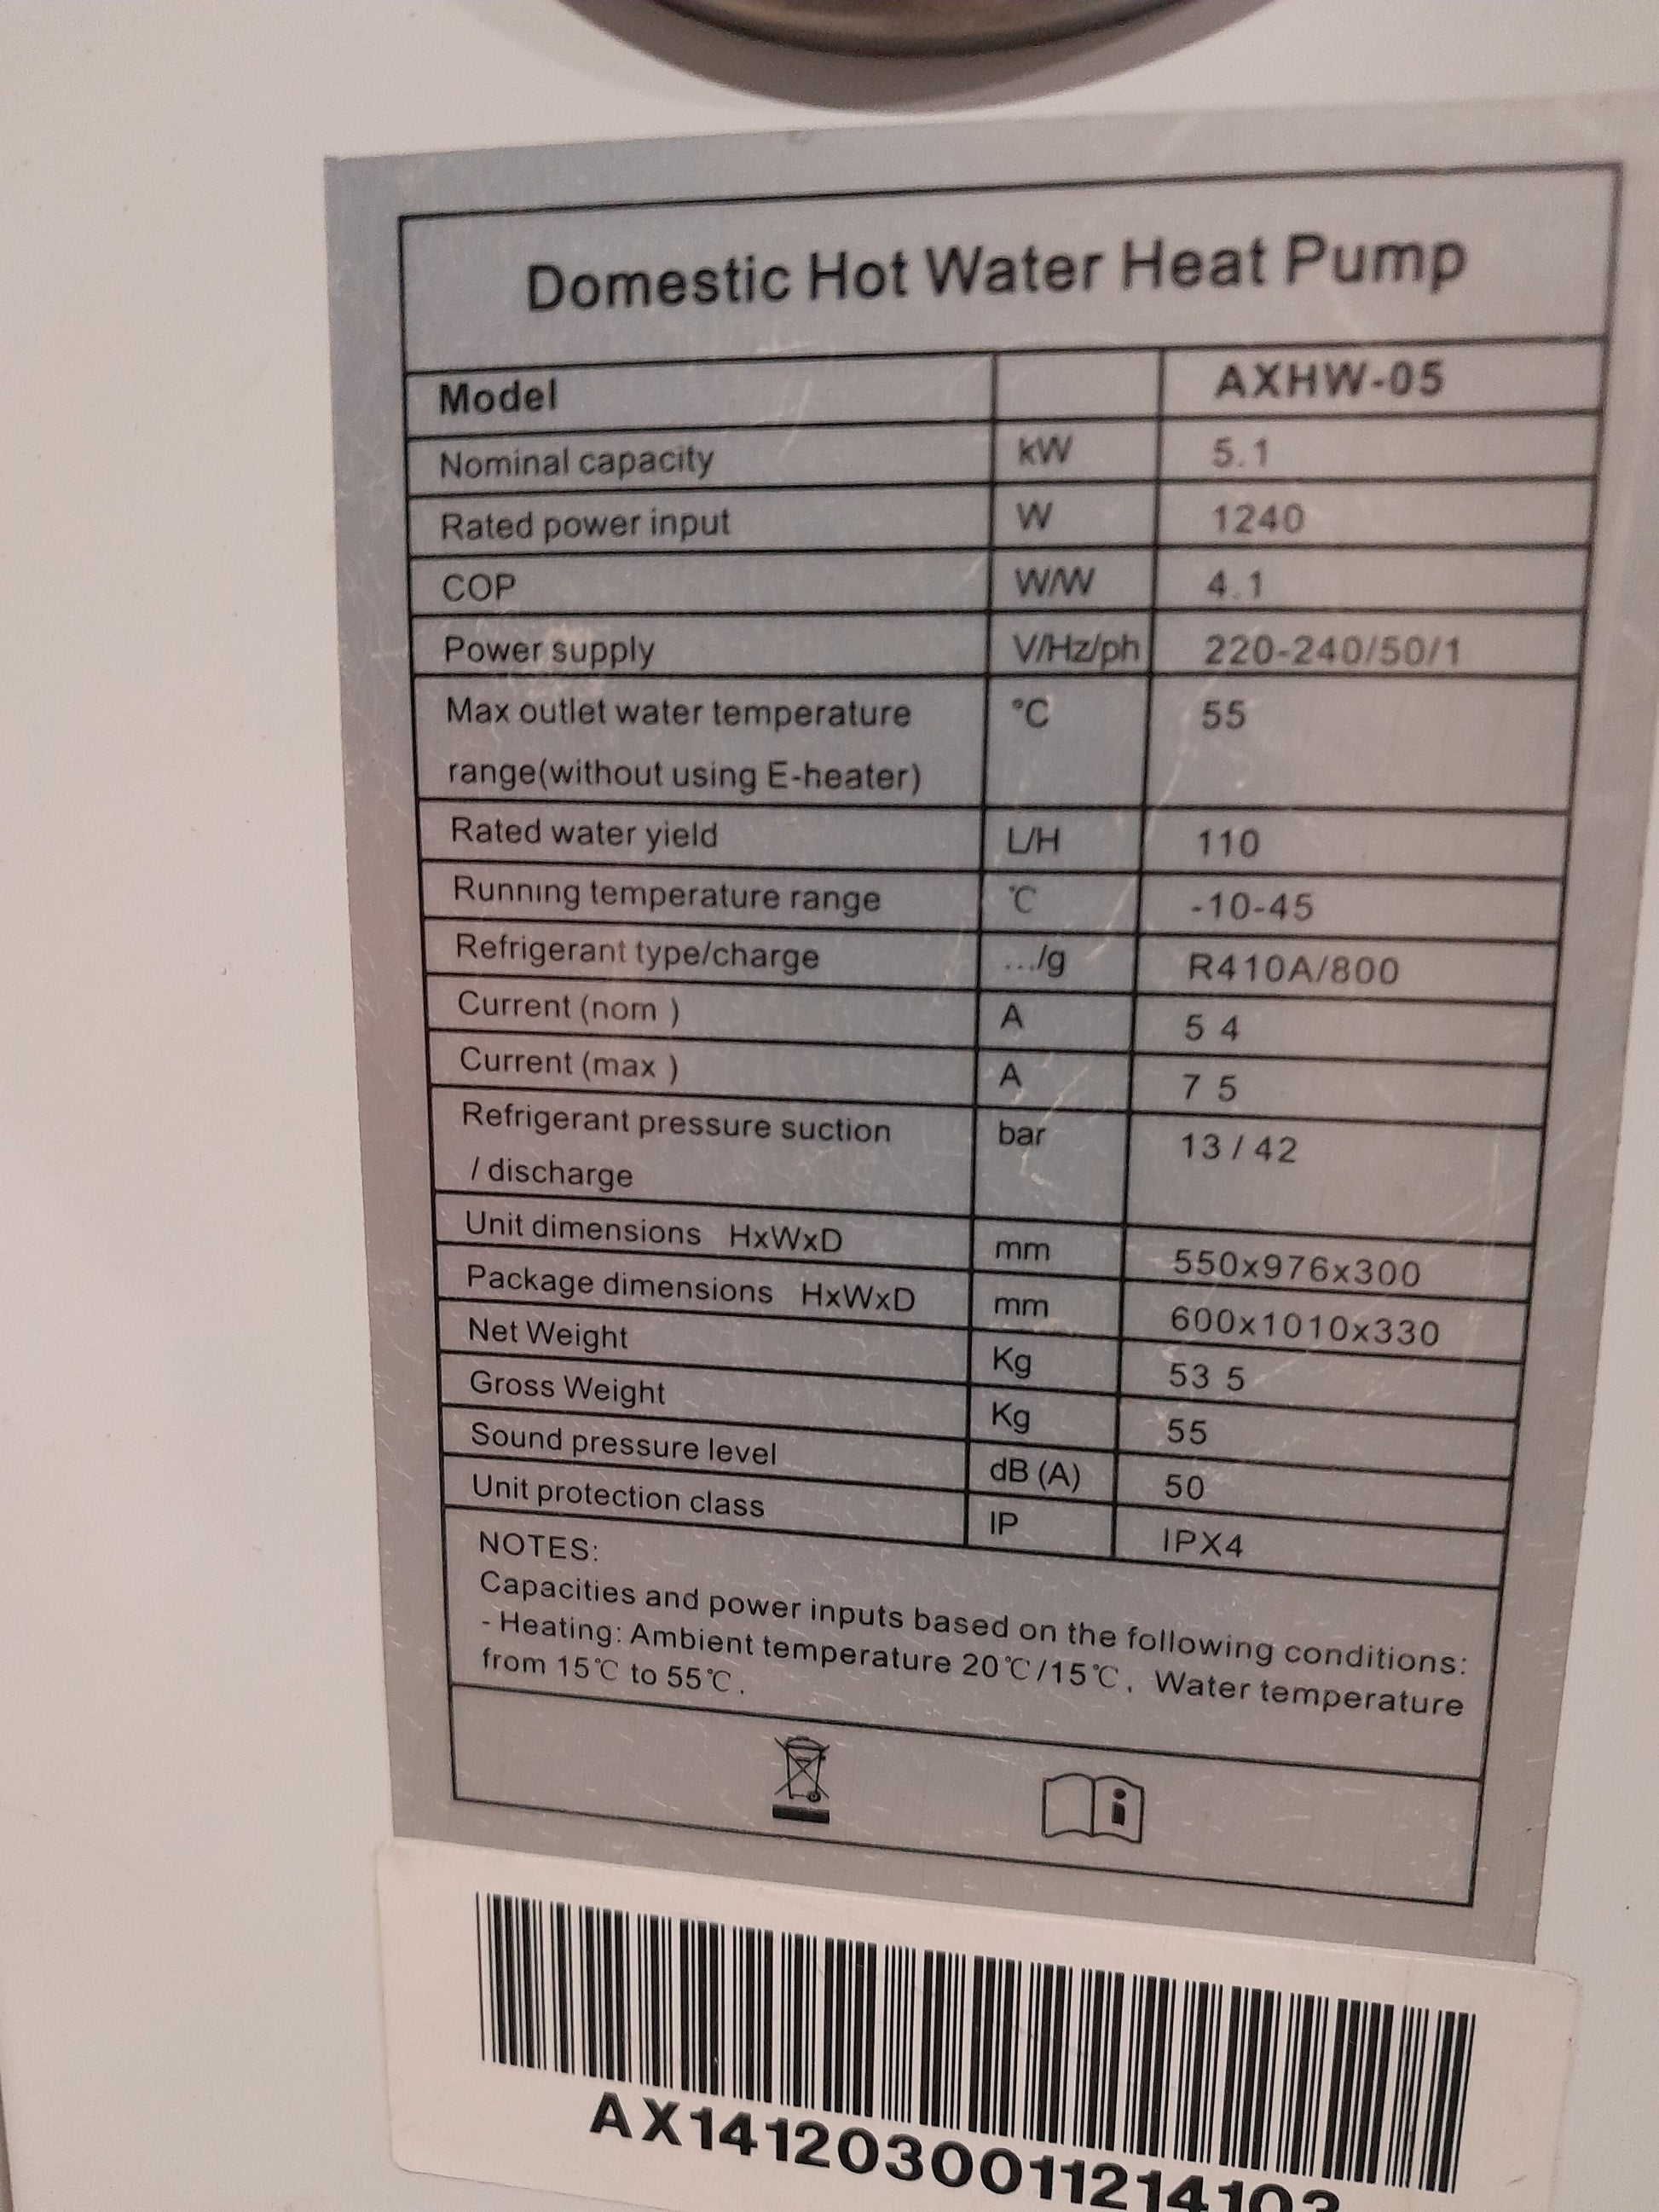 Domestic Hot Water Heat Pump
Model AXHW-05
Nominal capacity kW 5.1
Rated power input W 1240
COP W/W 4.1
Power supply V/Hz/ph 220-240/50/1
Max outlet water temperature °C 55
range(without using E-heater)
Rated water yield L/H 110
Running temperature range ℃ -10-45
Refrigerant type/charge .../g R410A/800
Current (nom ) A 5 4
Current (max ) A 7 5
Refrigerant pressure suction bar 13 / 42
/ discharge
Unit dimensions HxWxD mm 550x976x300
Package dimensions HxWxD mm 600x1010x330
Net Weight Kg 53 5
Gross Weight Kg 55
Sound pressure level dB (A) 50
Unit protection class IP IPX4
NOTES:
Capacities and power inputs based on the following conditions:
- Heating: Ambient temperature 20℃/15℃, Water temperature
from 15℃ to 55℃.
i
AX1412030011214103